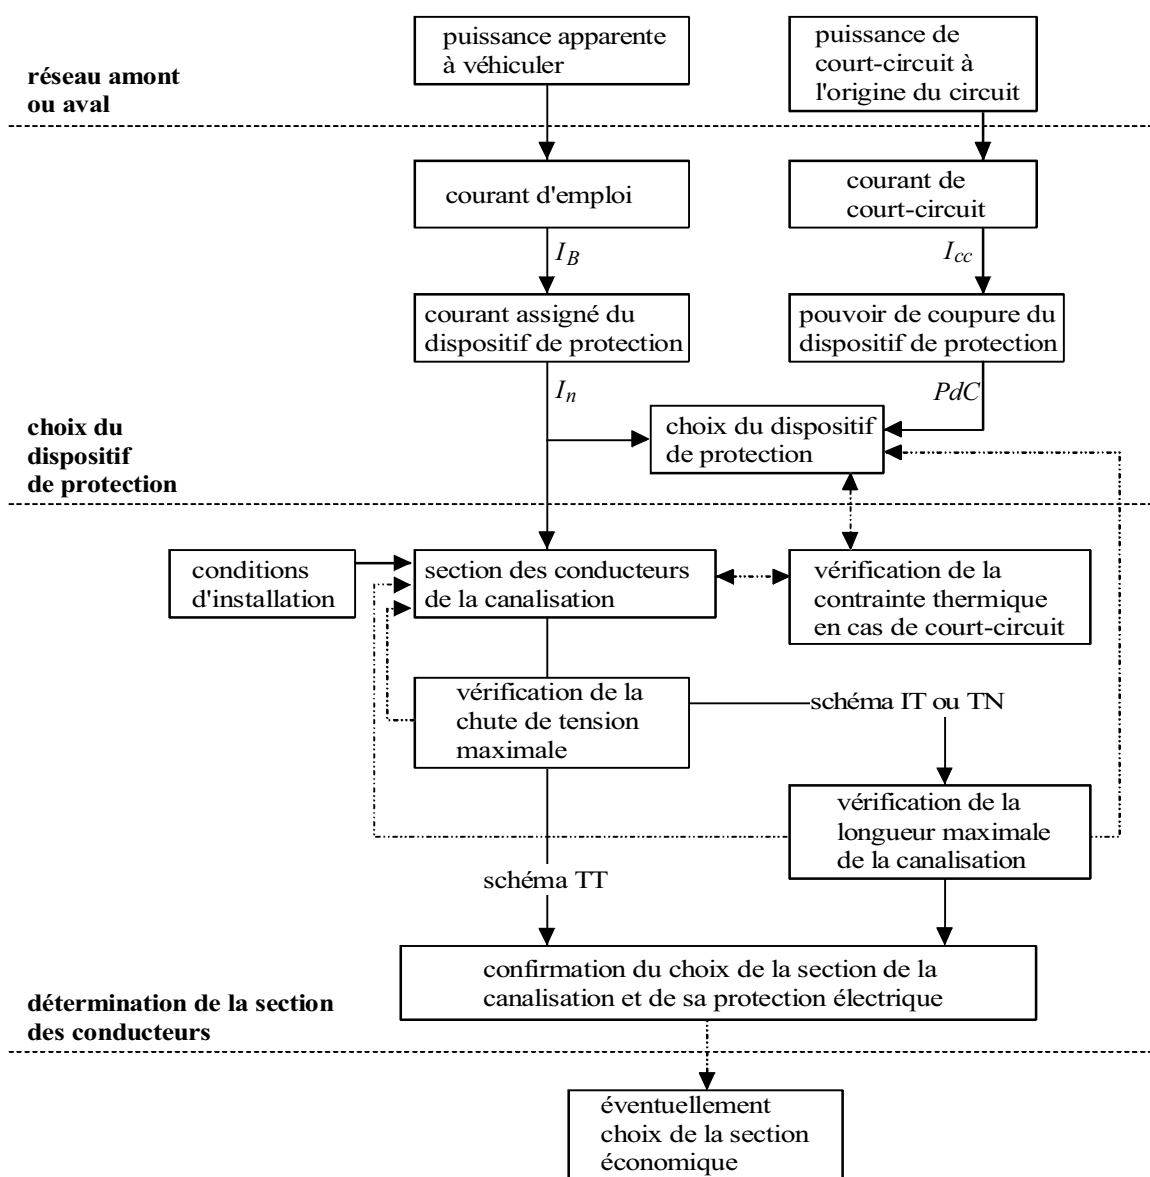 puissance apparente
à véhiculer
puissance de
court-circuit à
l'origine du circuit
réseau amont
ou aval
courant d'emploi
courant de
court-circuit
I_B
I_cc
courant assigné du
dispositif de protection
pouvoir de coupure du
dispositif de protection
I_n
PdC
choix du dispositif
de protection
choix du
dispositif
de protection
conditions
d'installation
section des conducteurs
de la canalisation
vérification de la
contrainte thermique
en cas de court-circuit
vérification de la
chute de tension
maximale
schéma IT ou TN
vérification de la
longueur maximale
de la canalisation
schéma TT
confirmation du choix de la section de la
canalisation et de sa protection électrique
détermination de la section
des conducteurs
éventuellement
choix de la section
économique